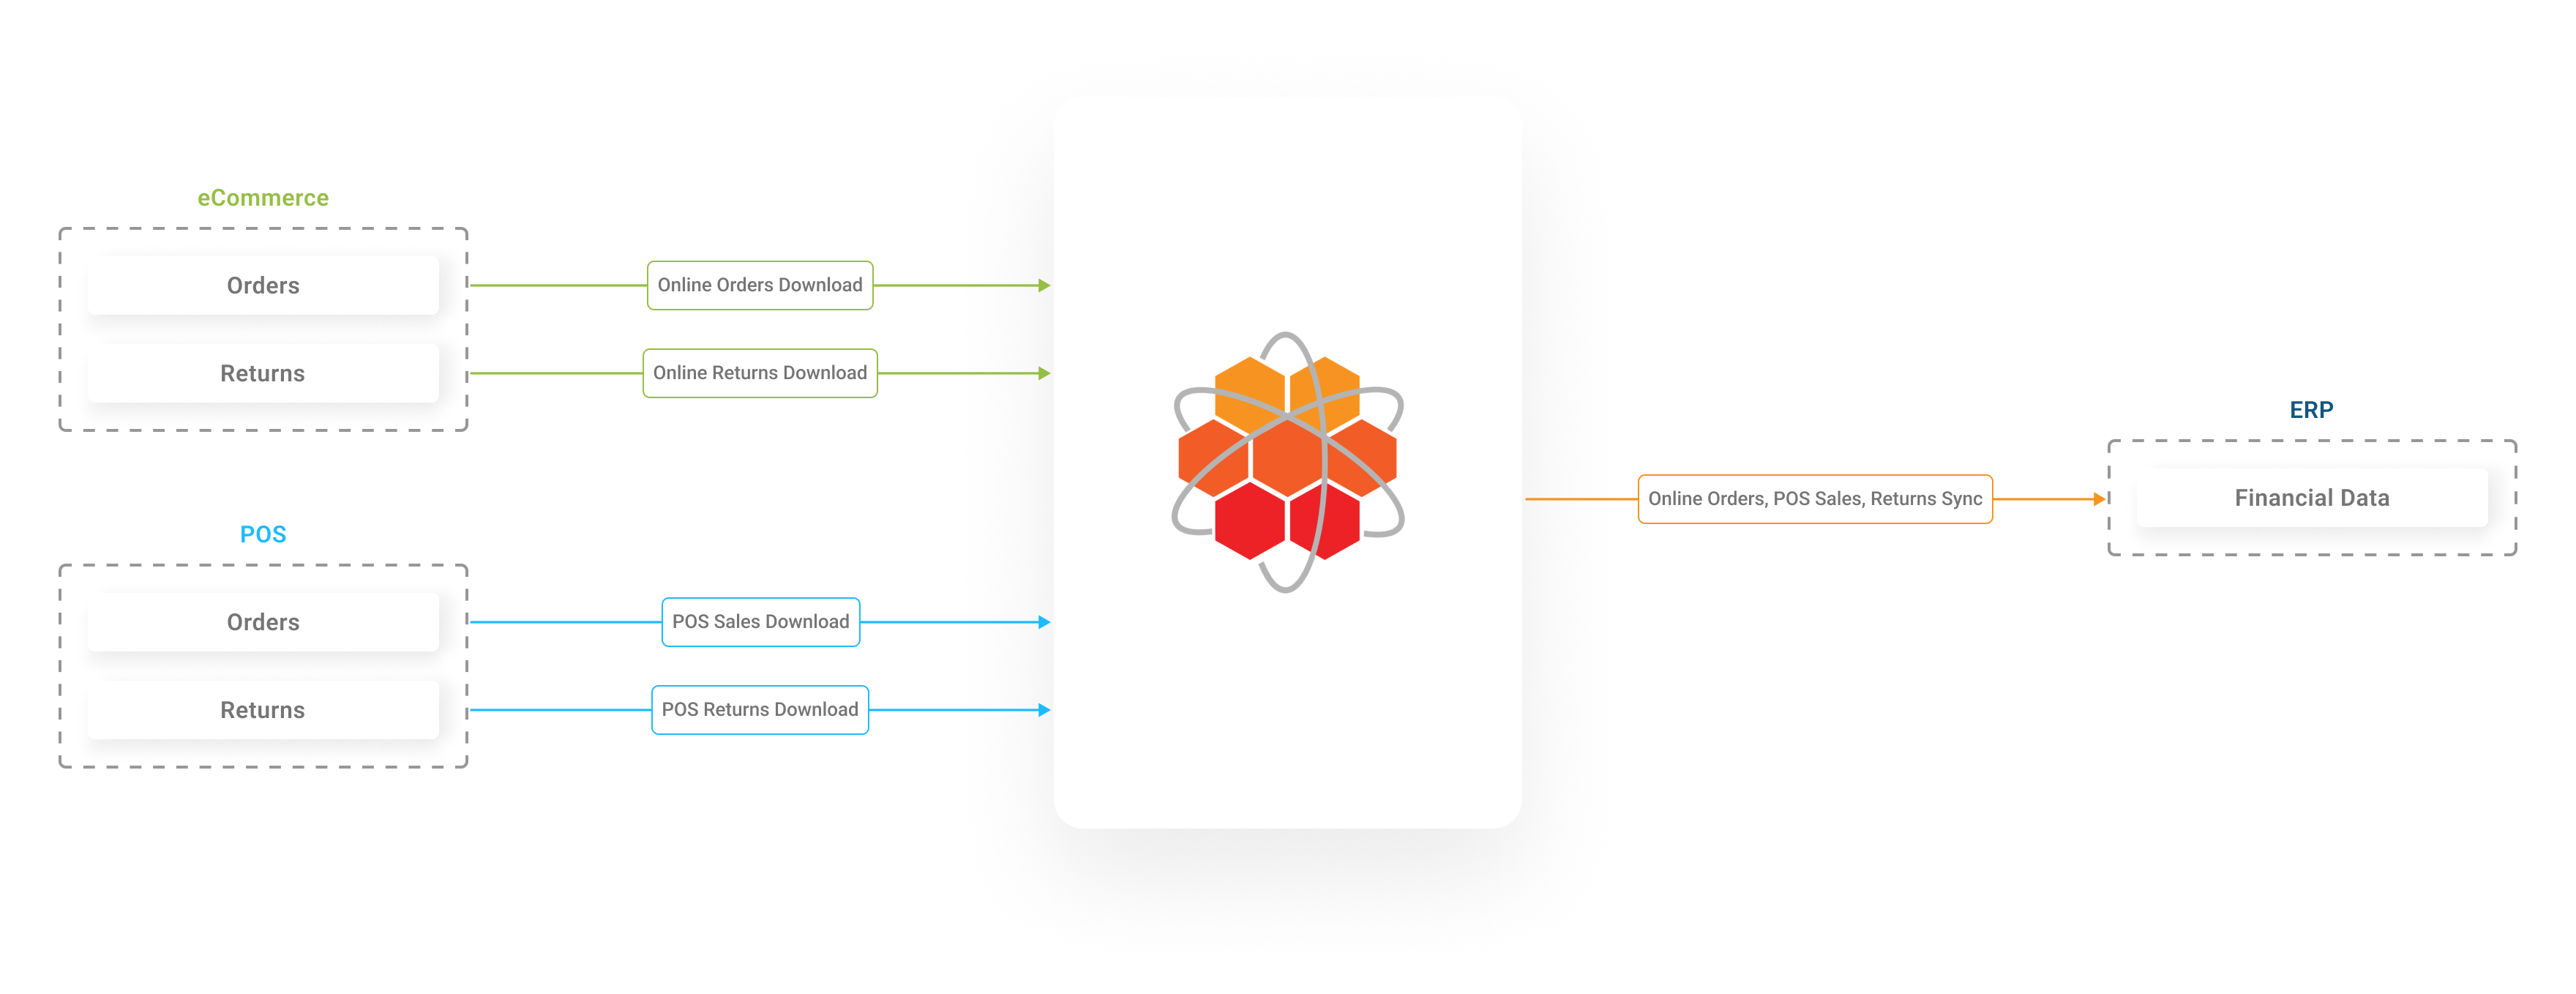 eCommerce
Orders
Online Orders Download
Returns
Online Returns Download
POS
Orders
POS Sales Download
Returns
POS Returns Download
Online Orders, POS Sales, Returns Sync
ERP
Financial Data